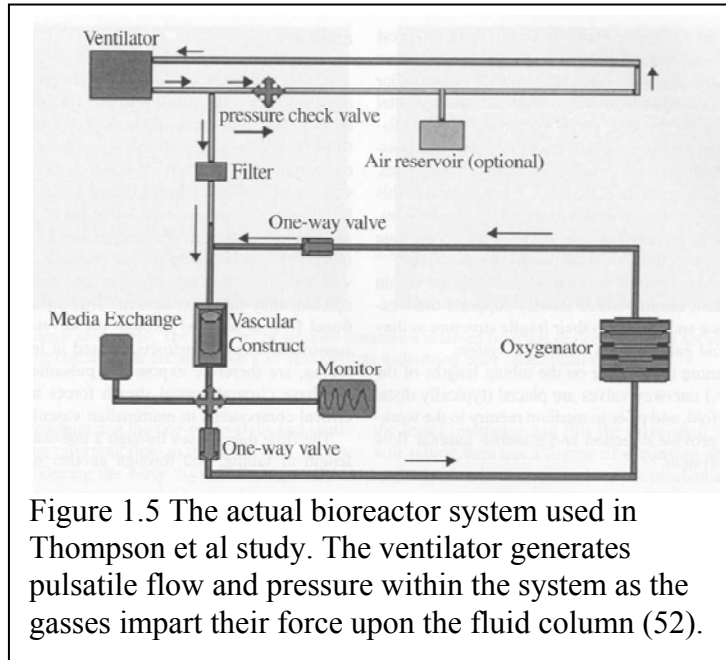 Ventilator
pressure check valve
Air reservoir (optional)
Filter
One-way valve
Media Exchange
Vascular
Construct
Oxygenator
Monitor
One-way valve
Figure 1.5 The actual bioreactor system used in
Thompson et al study. The ventilator generates
pulsatile flow and pressure within the system as the
gasses impart their force upon the fluid column (52).